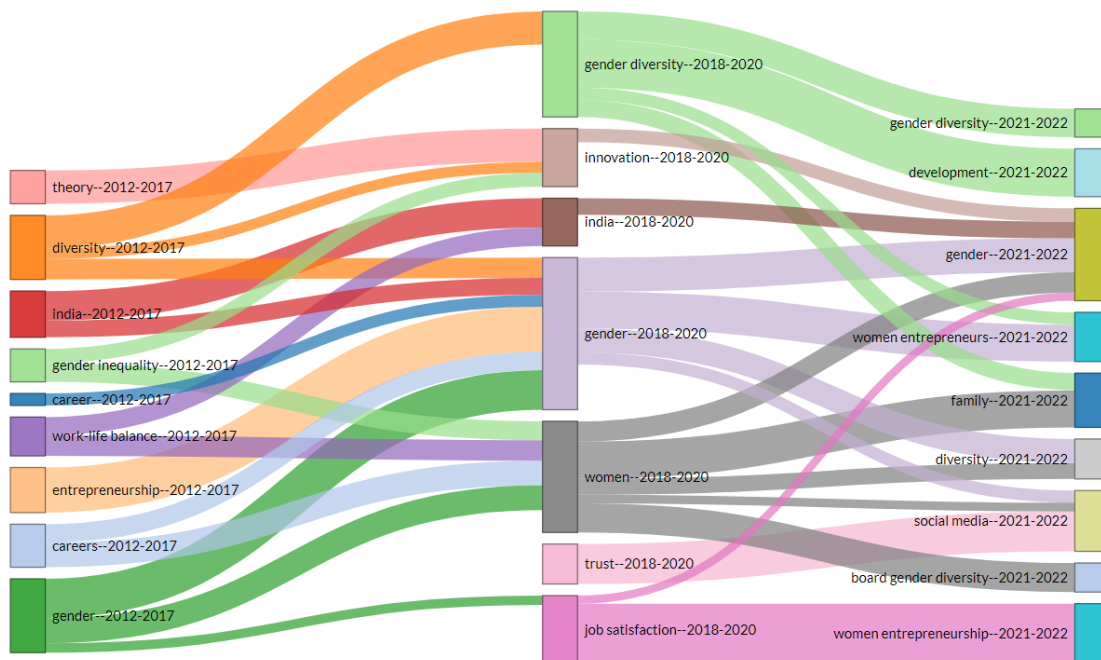 gender diversity--2018-2020
gender diversity--2021-2022
innovation--2018-2020
development--2021-2022
theory--2012-2017
india--2018-2020
diversity--2012-2017
gender--2021-2022
india--2012-2017
gender--2018-2020
women entrepreneurs--2021-2022
gender inequality--2012-2017
career--2012-2017
family--2021-2022
work-life balance--2012-2017
diversity--2021-2022
women--2018-2020
entrepreneurship--2012-2017
social media--2021-2022
careers--2012-2017
trust--2018-2020
board gender diversity--2021-2022
gender--2012-2017
job satisfaction--2018-2020
women entrepreneurship--2021-2022